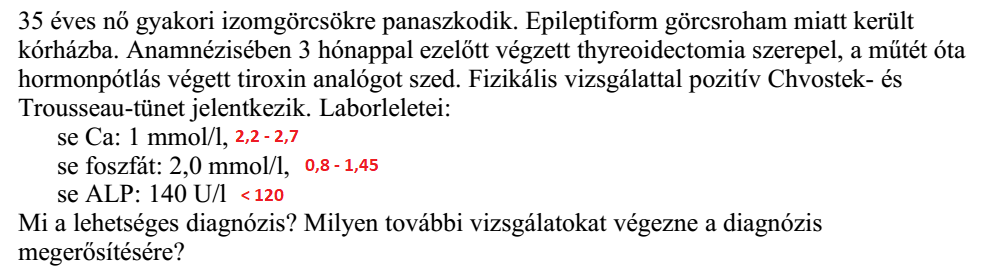 35 éves nő gyakori izomgörcsökre panaszkodik. Epileptiform görcsroham miatt került
kórházba. Anamnézisében 3 hónappal ezelőtt végzett thyreoidectomia szerepel, a műtét óta
hormonpótlás végett tiroxin analógot szed. Fizikális vizsgálattal pozitív Chvostek- és
Trousseau-tünet jelentkezik. Laborleletei:
se Ca: 1 mmol/l, 2,2 - 2,7
se foszfát: 2,0 mmol/l, 0,8 - 1,45
se ALP: 140 U/l < 120
Mi a lehetséges diagnózis? Milyen további vizsgálatokat végezne a diagnózis
megerősítésére?